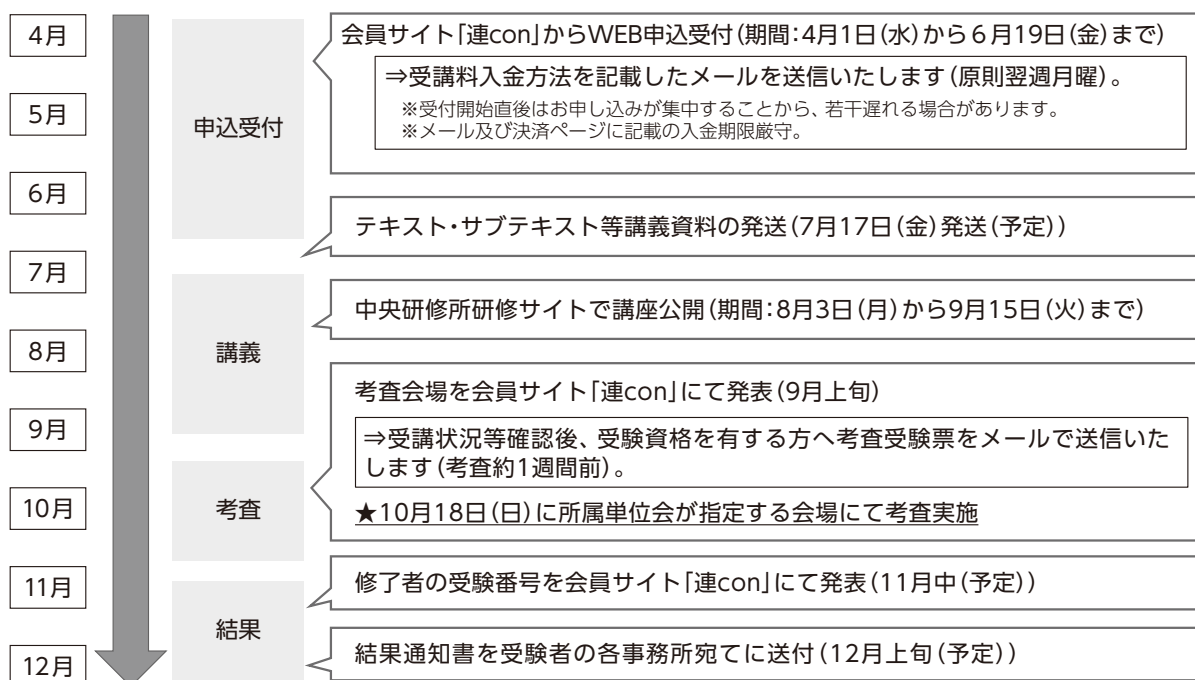 4月
5月
6月
7月
8月
9月
10月
11月
12月
申込受付
会員サイト「連con」からWEB申込受付（期間：4月1日（水）から6月19日（金）まで）
⇒受講料入金方法を記載したメールを送信いたします（原則翌週月曜）。
※受付開始直後はお申し込みが集中することから、若干遅れる場合があります。
※メール及び決済ページに記載の入金期限厳守。
テキスト・サブテキスト等講義資料の発送（7月17日（金）発送（予定））
講義
中央研修所研修サイトで講座公開（期間：8月3日（月）から9月15日（火）まで）
考査
考査会場を会員サイト「連con」にて発表（9月上旬）
⇒受講状況等確認後、受験資格を有する方へ考査受験票をメールで送信いた
します（考査約1週間前）。
★10月18日（日）に所属単位会が指定する会場にて考査実施
結果
修了者の受験番号を会員サイト「連con」にて発表（11月中（予定））
結果通知書を受験者の各事務所宛てに送付（12月上旬（予定））